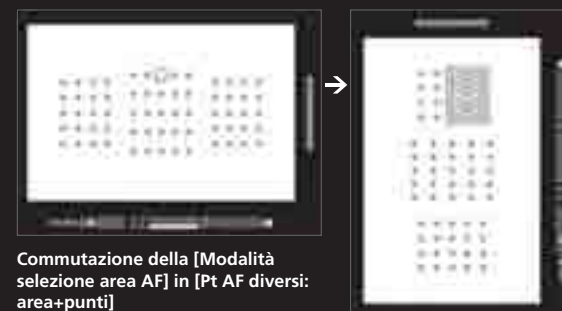 Commutazione della [Modalità
selezione area AF] in [Pt AF diversi:
area+punti]